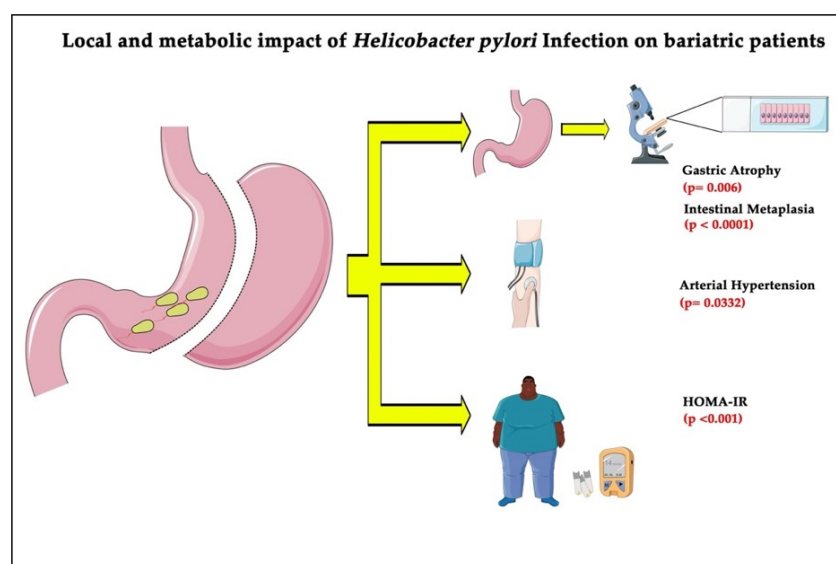 Local and metabolic impact of Helicobacter pylori Infection on bariatric patients
Gastric Atrophy
(p= 0.006)
Intestinal Metaplasia
(p < 0.0001)
Arterial Hypertension
(p= 0.0332)
HOMA-IR
(p <0.001)